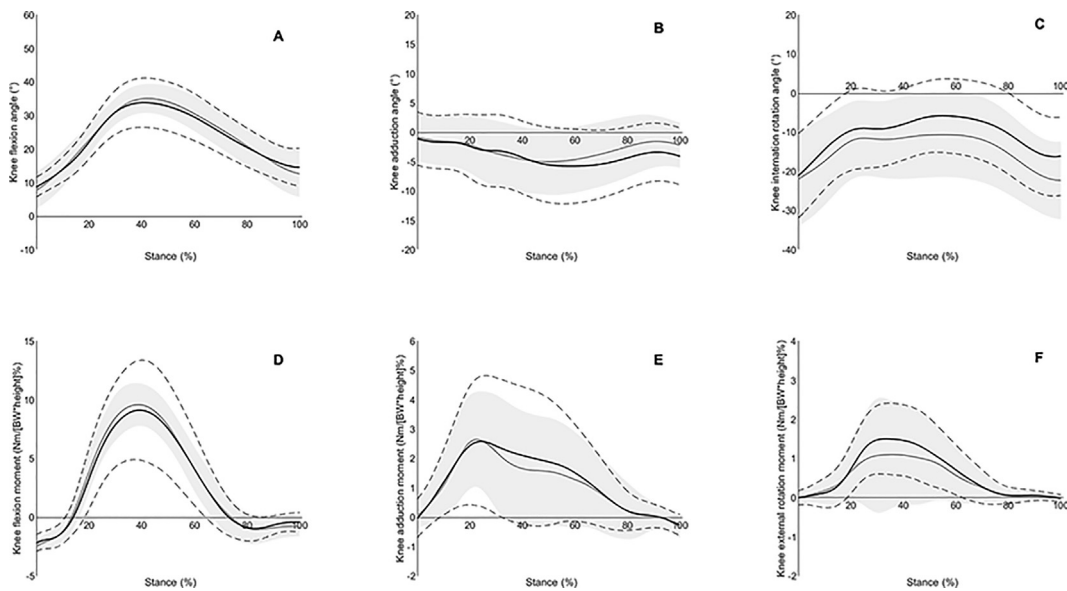 A
Knee flexion angle (°)
60
50
40
30
20
10
0
-10
20 40 60 80 100
Stance (%)
B
Knee adduction angle (°)
20
15
10
5
0
-5
-10
-15
-20
20 40 60 80 100
Stance (%)
C
Knee internation rotation angle (°)
20
10
0
-10
-20
-30
-40
20 40 60 80 100
Stance (%)
D
Knee flexion moment (Nm/[BW*height]%)
15
10
5
0
-5
20 40 60 80 100
Stance (%)
E
Knee adduction moment (Nm/[BW*height]%)
6
5
4
3
2
1
0
-1
-2
20 40 60 80 100
Stance (%)
F
Knee external rotation moment (Nm/[BW*height]%)
4
3
2
1
0
-1
-2
20 40 60 80 100
Stance (%)